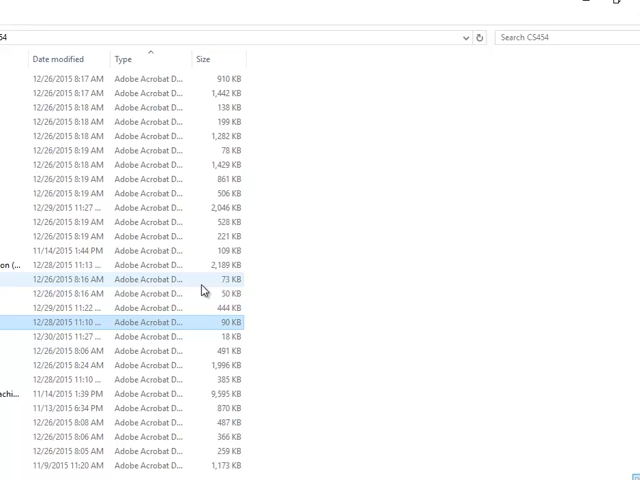 54 Search CS454
Date modified Type Size
12/26/2015 8:17 AM Adobe Acrobat D... 910 KB
12/26/2015 8:17 AM Adobe Acrobat D... 1,442 KB
12/26/2015 8:18 AM Adobe Acrobat D... 138 KB
12/26/2015 8:18 AM Adobe Acrobat D... 199 KB
12/26/2015 8:18 AM Adobe Acrobat D... 1,282 KB
12/26/2015 8:19 AM Adobe Acrobat D... 78 KB
12/26/2015 8:18 AM Adobe Acrobat D... 1,429 KB
12/26/2015 8:19 AM Adobe Acrobat D... 861 KB
12/26/2015 8:19 AM Adobe Acrobat D... 506 KB
12/29/2015 11:27 ... Adobe Acrobat D... 2,046 KB
12/26/2015 8:19 AM Adobe Acrobat D... 528 KB
12/26/2015 8:19 AM Adobe Acrobat D... 221 KB
11/14/2015 1:44 PM Adobe Acrobat D... 109 KB
on (... 12/28/2015 11:13 ... Adobe Acrobat D... 2,189 KB
12/26/2015 8:16 AM Adobe Acrobat D... 73 KB
12/26/2015 8:16 AM Adobe Acrobat D... 50 KB
12/29/2015 11:22 ... Adobe Acrobat D... 444 KB
12/28/2015 11:10 ... Adobe Acrobat D... 90 KB
12/30/2015 11:27 ... Adobe Acrobat D... 18 KB
12/26/2015 8:06 AM Adobe Acrobat D... 491 KB
12/26/2015 8:24 AM Adobe Acrobat D... 1,996 KB
12/28/2015 11:10 ... Adobe Acrobat D... 385 KB
achi... 11/14/2015 1:39 PM Adobe Acrobat D... 9,595 KB
11/13/2015 6:34 PM Adobe Acrobat D... 870 KB
12/26/2015 8:08 AM Adobe Acrobat D... 487 KB
12/26/2015 8:06 AM Adobe Acrobat D... 366 KB
12/26/2015 8:05 AM Adobe Acrobat D... 259 KB
11/9/2015 11:20 AM Adobe Acrobat D... 1,173 KB